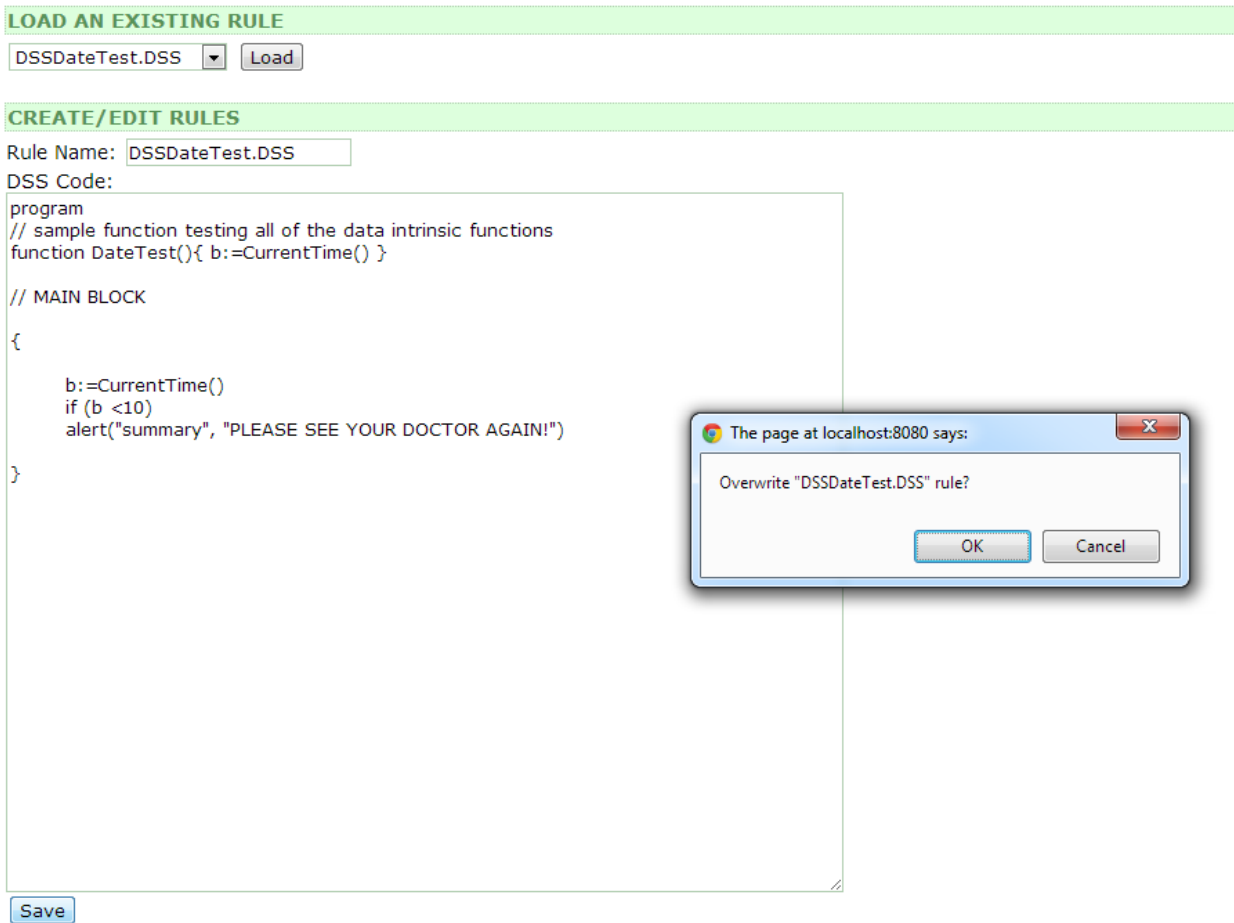 LOAD AN EXISTING RULE
DSSDateTest.DSS Load
CREATE/EDIT RULES
Rule Name: DSSDateTest.DSS
DSS Code:
program
// sample function testing all of the data intrinsic functions
function DateTest(){ b:=CurrentTime() }
// MAIN BLOCK
{
b:=CurrentTime()
if (b <10)
alert("summary", "PLEASE SEE YOUR DOCTOR AGAIN!")
}
The page at localhost:8080 says:
Overwrite "DSSDateTest.DSS" rule?
OK Cancel
Save